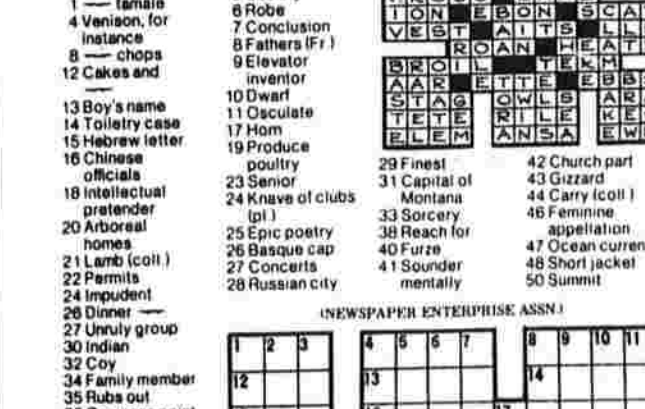 1 — tamale
4 Venison, for
instance
8 — chops
12 Cakes and
—
13 Boy's name
14 Toiletry case
15 Hebrew letter
16 Chinese
officials
18 Intellectual
pretender
20 Arboreal
homes
21 Lamb (coll.)
22 Permits
24 Impudent
26 Dinner —
27 Unruly group
30 Indian
32 Coy
34 Family member
35 Rubs out
6 Robe
7 Conclusion
8 Fathers (Fr.)
9 Elevator
inventor
10 Dwarf
11 Osculate
17 Horn
19 Produce
poultry
23 Senior
24 Knave of clubs
(pl.)
25 Epic poetry
26 Basque cap
27 Concerts
28 Russian city
ION EBON SCA
VEST AITS LL
ROAN HEAT
BROIL TEKM
AAR ETTE EBB
STAG OWLS AR
TETE RILE KE
ELEM ANSA EW
29 Finest
31 Capital of
Montana
33 Sorcery
38 Reach for
40 Furze
41 Sounder
mentally
42 Church part
43 Gizzard
44 Carry (coll.)
46 Feminine
appellation
47 Ocean curren
48 Short jacket
50 Summit
(NEWSPAPER ENTERPRISE ASSN.)
1 2 3 4 5 6 7 8 9 10 11
12 13 14